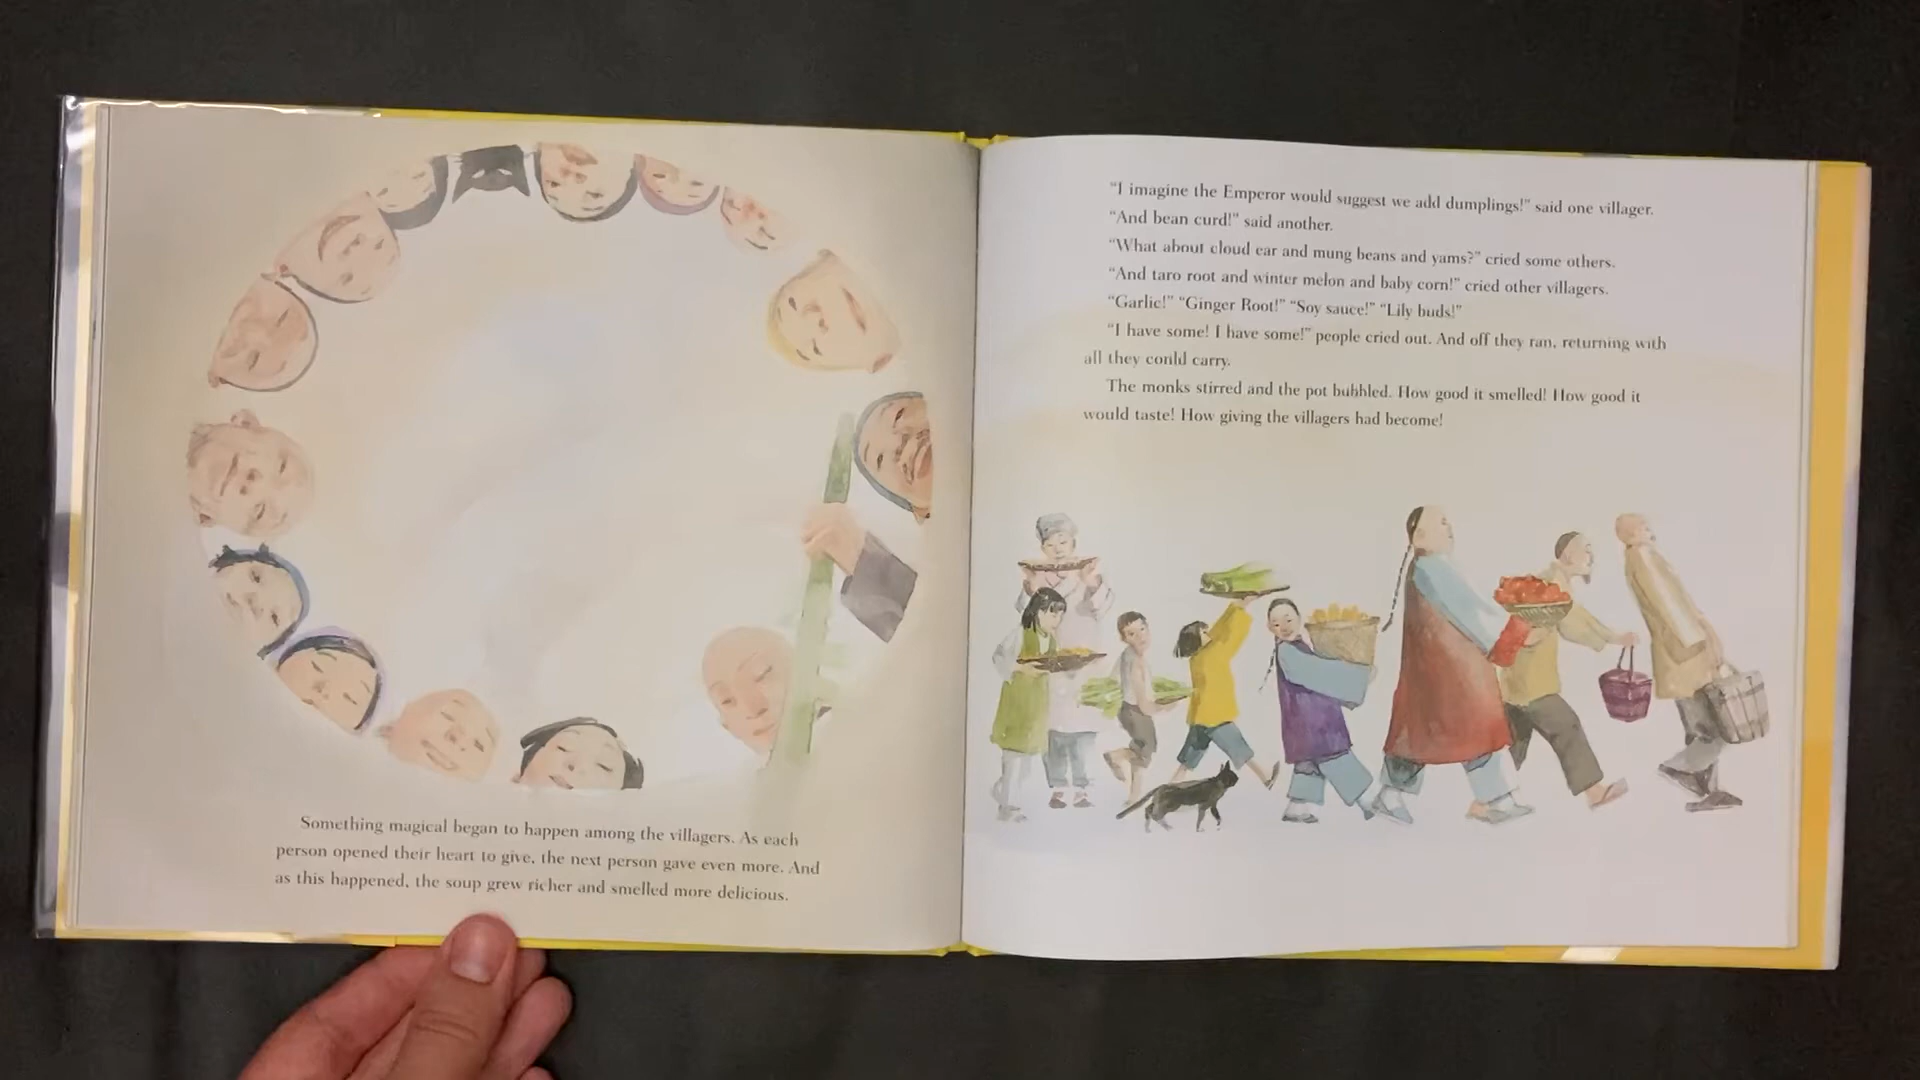 Something magical began to happen among the villagers. As each
person opened their heart to give, the next person gave even more. And
as this happened, the soup grew richer and smelled more delicious.
“I imagine the Emperor would suggest we add dumplings!” said one villager.
“And bean curd!” said another.
“What about cloud ear and mung beans and yams?” cried some others.
“And taro root and winter melon and baby corn!” cried other villagers.
“Garlic!” “Ginger Root!” “Soy sauce!” “Lily buds!”
“I have some! I have some!” people cried out. And off they ran, returning with
all they could carry.
The monks stirred and the pot bubbled. How good it smelled! How good it
would taste! How giving the villagers had become!